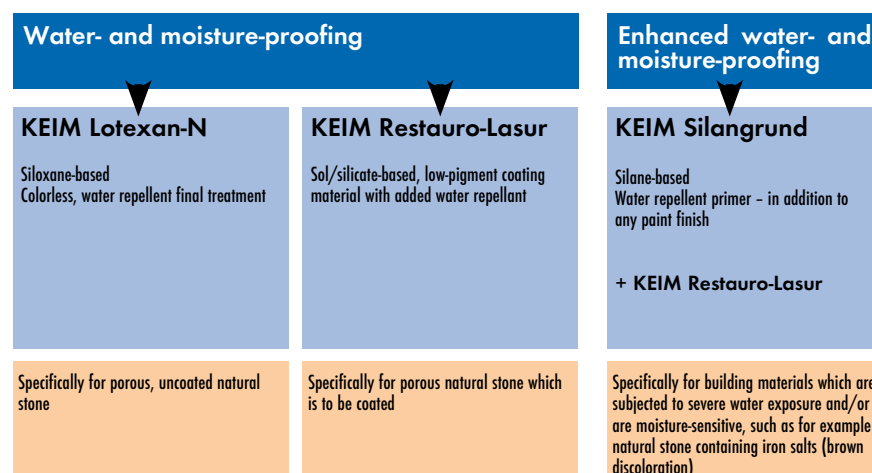 Water- and moisture-proofing
KEIM Lotexan-N
Siloxane-based
Colorless, water repellent final treatment
Specifically for porous, uncoated natural
stone
KEIM Restauro-Lasur
Sol/silicate-based, low-pigment coating
material with added water repellant
Specifically for porous natural stone which
is to be coated
Enhanced water- and
moisture-proofing
KEIM Silangrund
Silane-based
Water repellent primer – in addition to
any paint finish
+ KEIM Restauro-Lasur
Specifically for building materials which are
subjected to severe water exposure and/or
are moisture-sensitive, such as for example
natural stone containing iron salts (brown
discoloration)